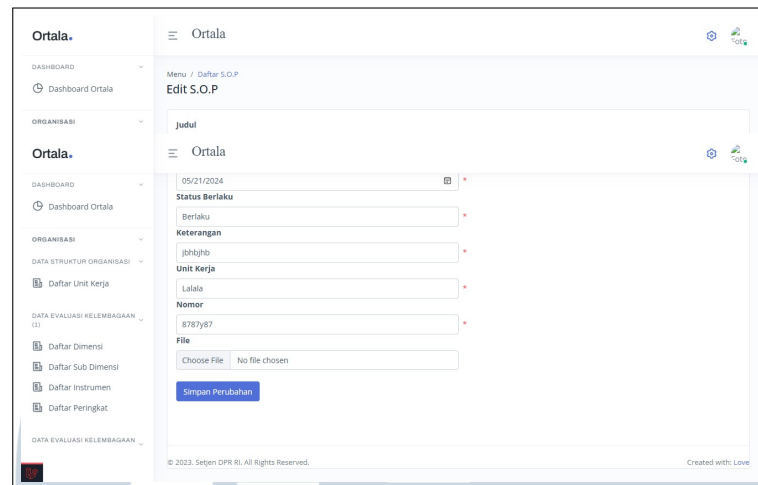 Ortala.
Ortala
DASHBOARD
Dashboard Ortala
ORGANISASI
Menu / Daftar S.O.P
Edit S.O.P
Judul
Ortala.
Ortala
DASHBOARD
Dashboard Ortala
ORGANISASI
DATA STRUKTUR ORGANISASI
Daftar Unit Kerja
DATA EVALUASI KELEMBAGAAN
(1)
Daftar Dimensi
Daftar Sub Dimensi
Daftar Instrumen
Daftar Peringkat
DATA EVALUASI KELEMBAGAAN
05/21/2024 *
Status Berlaku
Berlaku *
Keterangan
jbhbjhb *
Unit Kerja
Lalala *
Nomor
8787y87 *
File
Choose File No file chosen
Simpan Perubahan
© 2023. Setjen DPR RI. All Rights Reserved.
Created with: Love